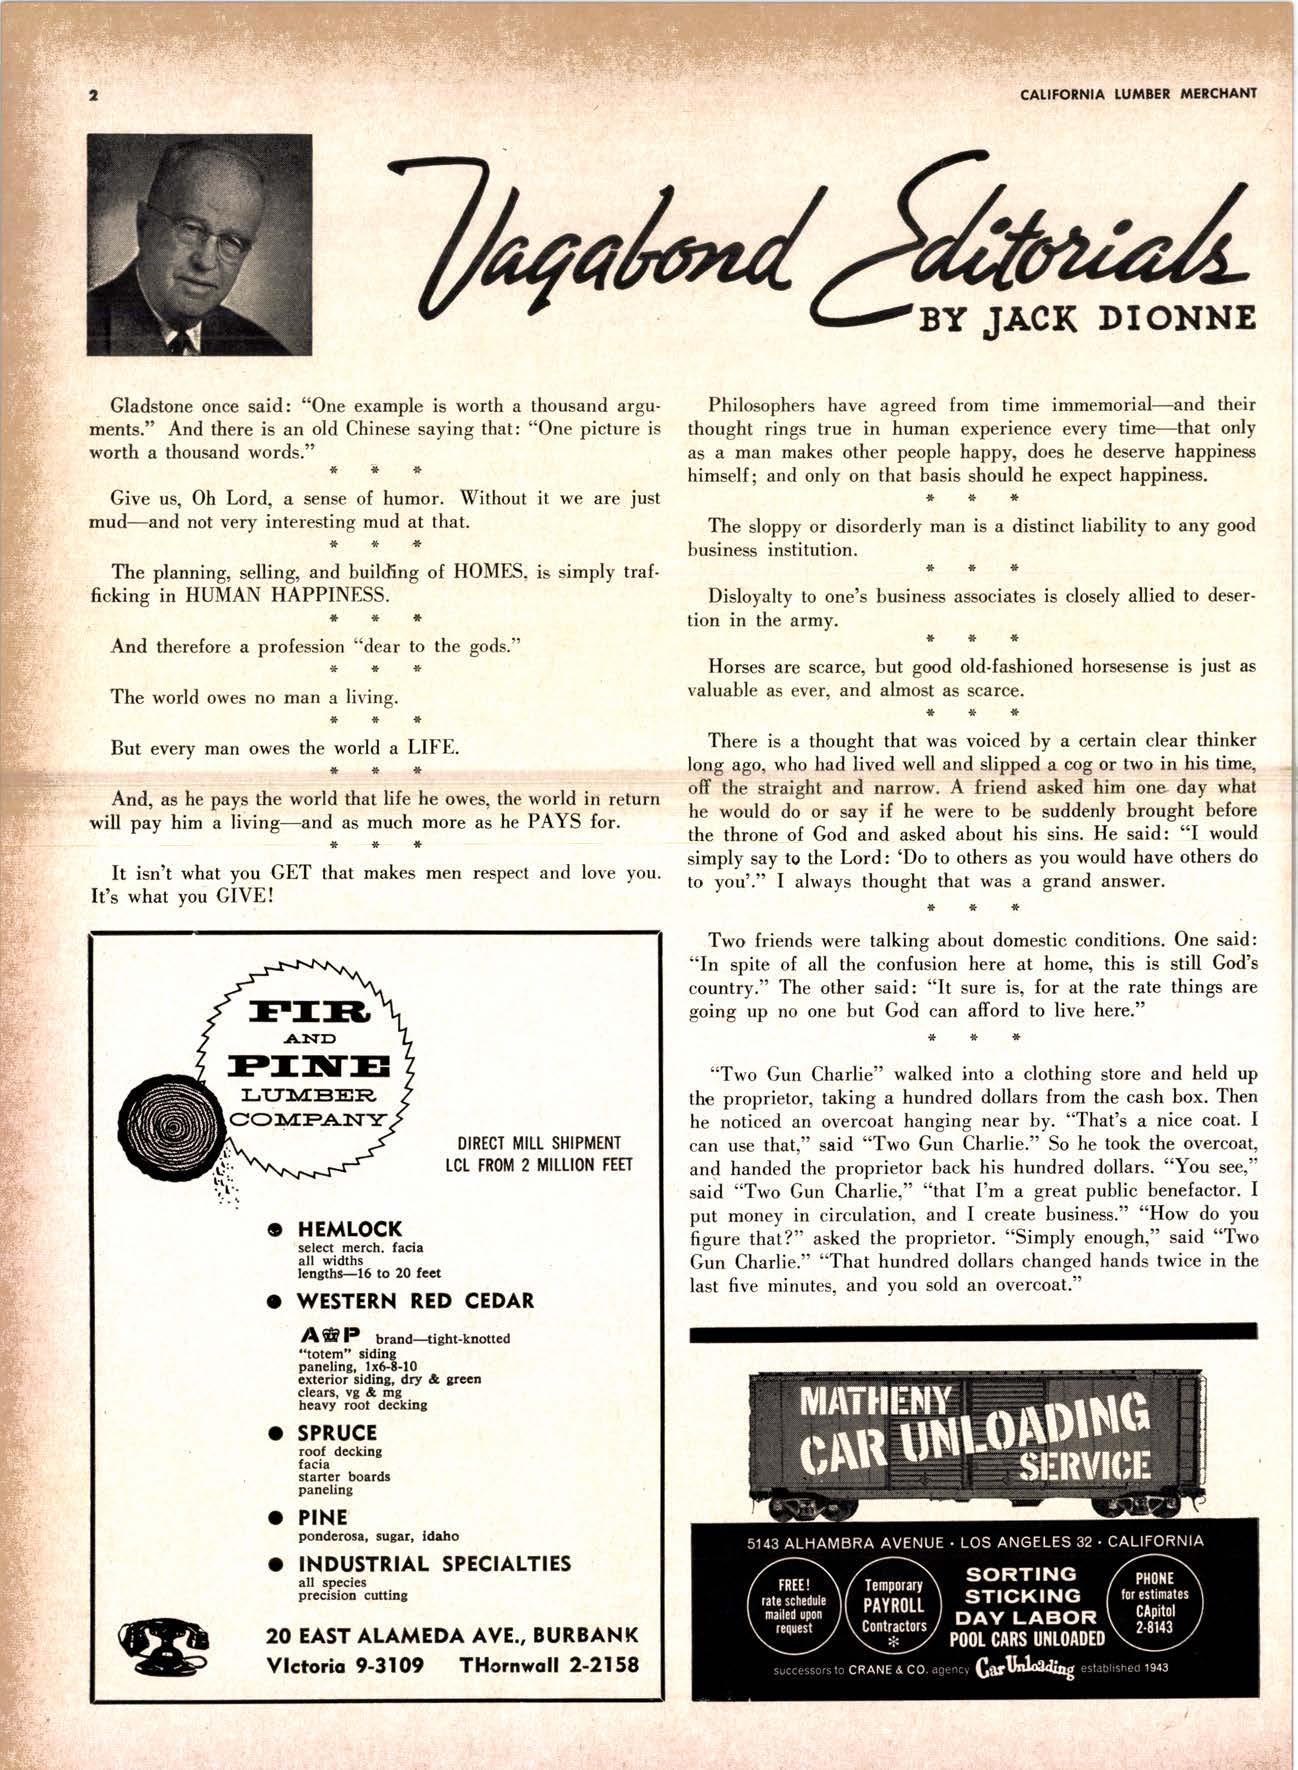 2
CALIFORNIA LUMBER MERCHANT
Vagabond Editorials
BY JACK DIONNE
Gladstone once said: “One example is worth a thousand argu-
ments.” And there is an old Chinese saying that: “One picture is
worth a thousand words.”
* * *
Give us, Oh Lord, a sense of humor. Without it we are just
mud—and not very interesting mud at that.
* * *
The planning, selling, and building of HOMES, is simply traf-
ficking in HUMAN HAPPINESS.
* * *
And therefore a profession “dear to the gods.”
* * *
The world owes no man a living.
* * *
But every man owes the world a LIFE.
* * *
And, as he pays the world that life he owes, the world in return
will pay him a living—and as much more as he PAYS for.
* * *
It isn't what you GET that makes men respect and love you.
It's what you GIVE!
FIR
AND
PINE
LUMBER
COMPANY
DIRECT MILL SHIPMENT
LCL FROM 2 MILLION FEET
● HEMLOCK
select merch. facia
all widths
lengths—16 to 20 feet
● WESTERN RED CEDAR
A P brand—tight-knotted
“totem” siding
paneling, 1x6-8-10
exterior siding, dry & green
clears, vg & mg
heavy root decking
● SPRUCE
roof decking
facia
starter boards
paneling
● PINE
ponderosa, sugar, idaho
● INDUSTRIAL SPECIALTIES
all species
precision cutting
20 EAST ALAMEDA AVE., BURBANK
VIctoria 9-3109 THornwall 2-2158
Philosophers have agreed from time immemorial—and their
thought rings true in human experience every time—that only
as a man makes other people happy, does he deserve happiness
himself; and only on that basis should he expect happiness.
* * *
The sloppy or disorderly man is a distinct liability to any good
business institution.
* * *
Disloyalty to one's business associates is closely allied to deser-
tion in the army.
* * *
Horses are scarce, but good old-fashioned horsesense is just as
valuable as ever, and almost as scarce.
* * *
There is a thought that was voiced by a certain clear thinker
long ago, who had lived well and slipped a cog or two in his time,
off the straight and narrow. A friend asked him one day what
he would do or say if he were to be suddenly brought before
the throne of God and asked about his sins. He said: “I would
simply say to the Lord: ‘Do to others as you would have others do
to you’.” I always thought that was a grand answer.
* * *
Two friends were talking about domestic conditions. One said:
“In spite of all the confusion here at home, this is still God's
country.” The other said: “It sure is, for at the rate things are
going up no one but God can afford to live here.”
* * *
“Two Gun Charlie” walked into a clothing store and held up
the proprietor, taking a hundred dollars from the cash box. Then
he noticed an overcoat hanging near by. “That's a nice coat. I
can use that,” said “Two Gun Charlie.” So he took the overcoat,
and handed the proprietor back his hundred dollars. “You see,”
said “Two Gun Charlie,” “that I'm a great public benefactor. I
put money in circulation, and I create business.” “How do you
figure that?” asked the proprietor. “Simply enough,” said “Two
Gun Charlie.” “That hundred dollars changed hands twice in the
last five minutes, and you sold an overcoat.”
MATHENY
CAR UNLOADING
SERVICE
5143 ALHAMBRA AVENUE · LOS ANGELES 32 · CALIFORNIA
FREE!
rate schedule
mailed upon
request
Temporary
PAYROLL
Contractors
*
SORTING
STICKING
DAY LABOR
POOL CARS UNLOADED
PHONE
for estimates
CApitol
2-8143
successors to CRANE & CO. agency Car Unloading established 1943